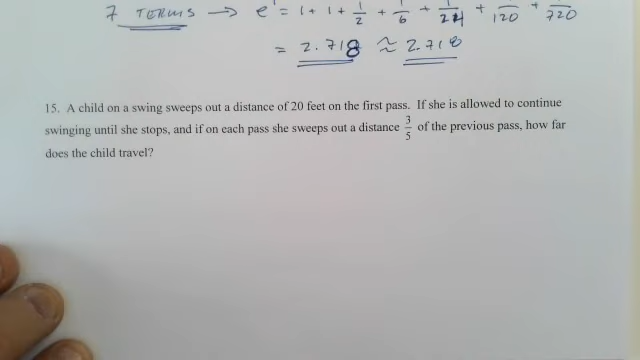 7 TERMS → e¹ = 1 + 1 + 1/2 + 1/6 + 1/24 + 1/120 + 1/720
= 2.718 ≈ 2.718
15. A child on a swing sweeps out a distance of 20 feet on the first pass. If she is allowed to continue
swinging until she stops, and if on each pass she sweeps out a distance 3/5 of the previous pass, how far
does the child travel?